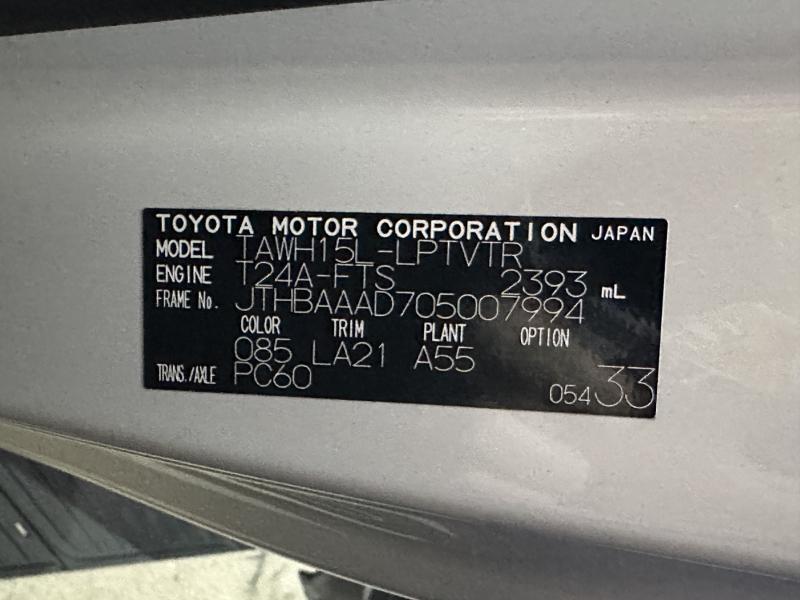 TOYOTA MOTOR CORPORATION JAPAN
MODEL TAWH15L-LPTVTR
ENGINE T24A-FTS 2393 mL
FRAME No. JTHBAAAD705007994
COLOR TRIM PLANT OPTION
085 LA21 A55
TRANS./AXLE PC60
05433